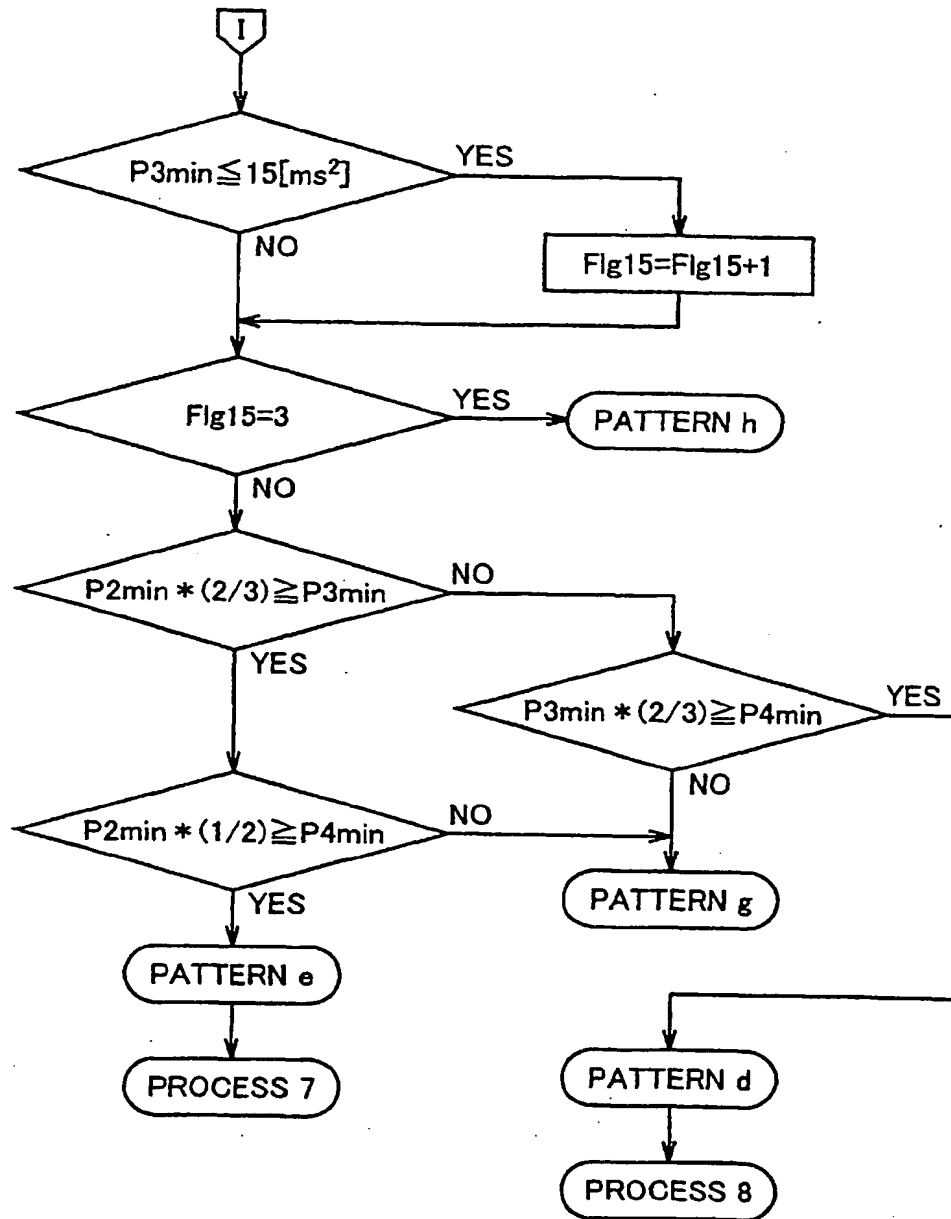 I
P3min≦15[ms²]
YES
NO
Flg15=Flg15+1
Flg15=3
YES
PATTERN h
NO
P2min*(2/3)≧P3min
NO
YES
P3min*(2/3)≧P4min
YES
NO
P2min*(1/2)≧P4min
NO
YES
PATTERN g
PATTERN e
PROCESS 7
PATTERN d
PROCESS 8